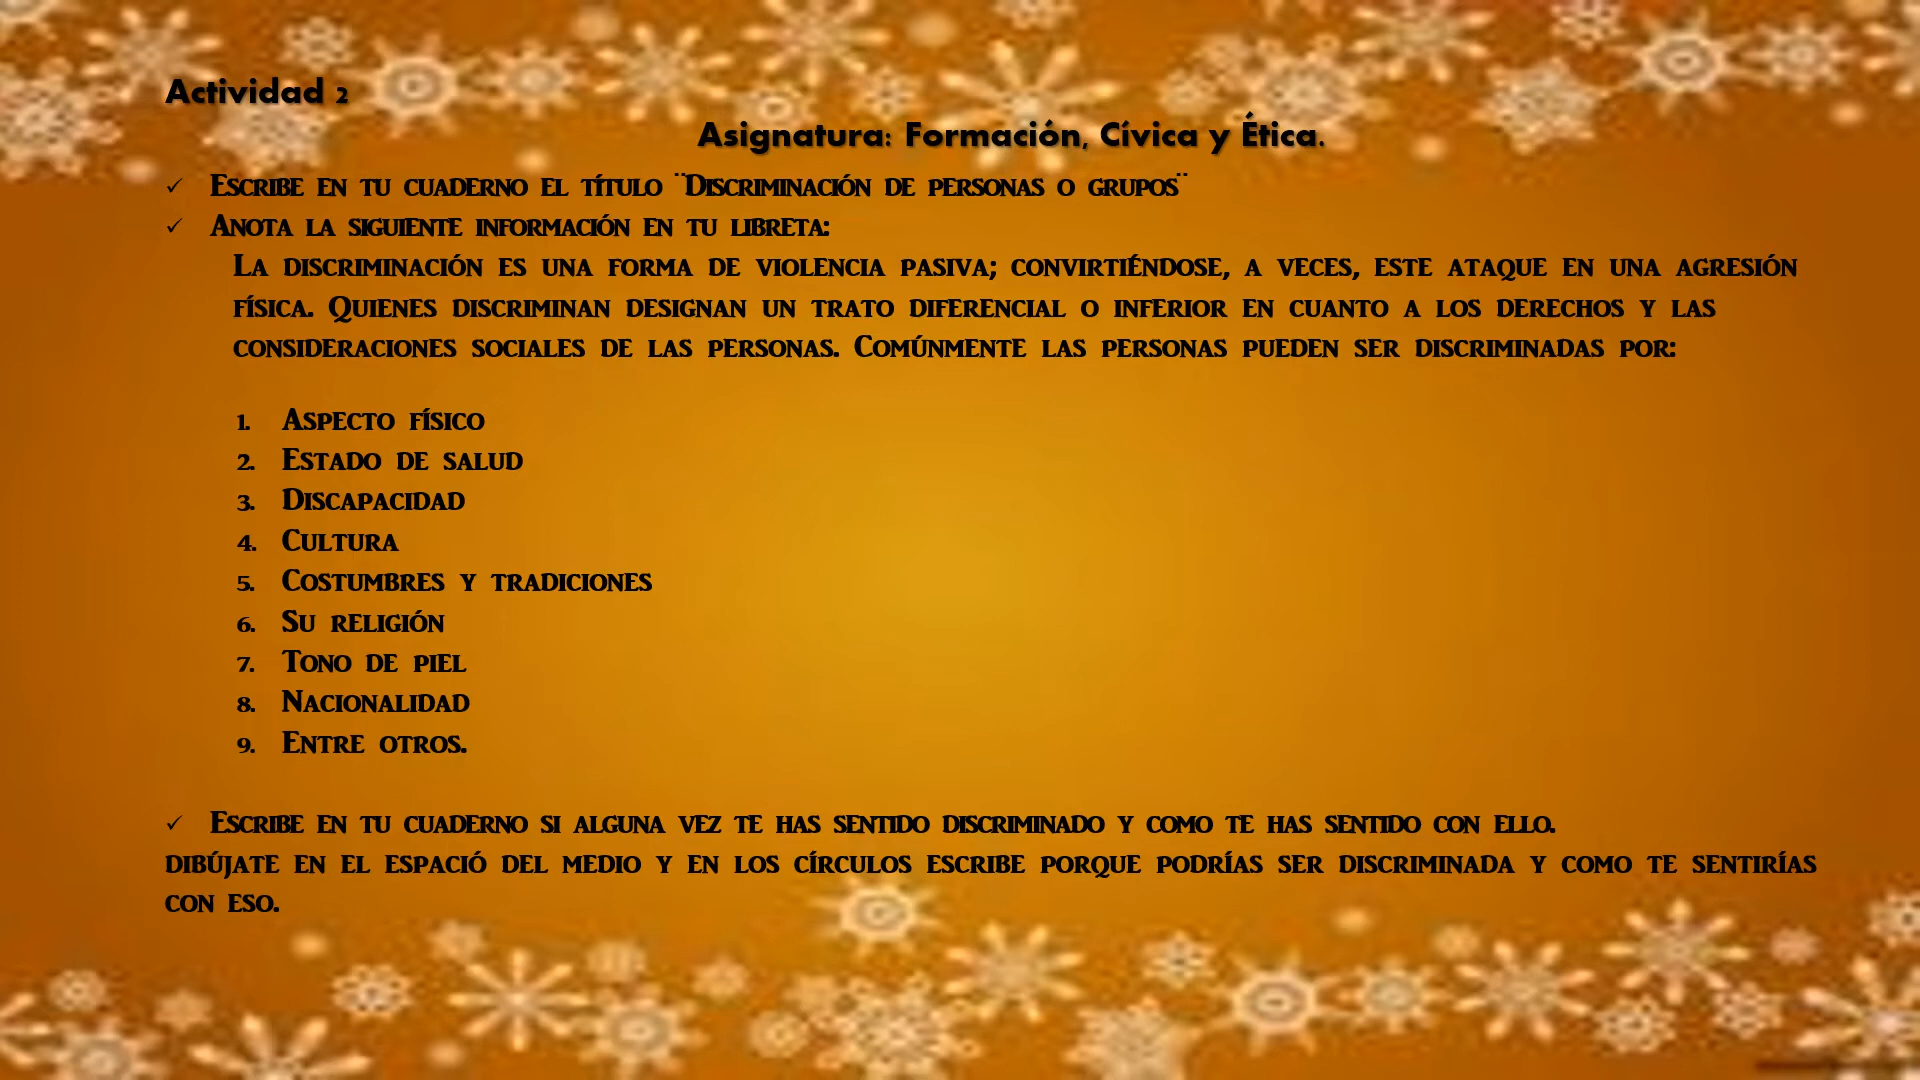 Actividad 2
Asignatura: Formación, Cívica y Ética.
✓ Escribe en tu cuaderno el título ¨Discriminación de personas o grupos¨
✓ Anota la siguiente información en tu libreta:
La discriminación es una forma de violencia pasiva; convirtiéndose, a veces, este ataque en una agresión
física. Quienes discriminan designan un trato diferencial o inferior en cuanto a los derechos y las
consideraciones sociales de las personas. Comúnmente las personas pueden ser discriminadas por:
1. Aspecto físico
2. Estado de salud
3. Discapacidad
4. Cultura
5. Costumbres y tradiciones
6. Su religión
7. Tono de piel
8. Nacionalidad
9. Entre otros.
✓ Escribe en tu cuaderno si alguna vez te has sentido discriminado y como te has sentido con ello.
dibújate en el espació del medio y en los círculos escribe porque podrías ser discriminada y como te sentirías
con eso.